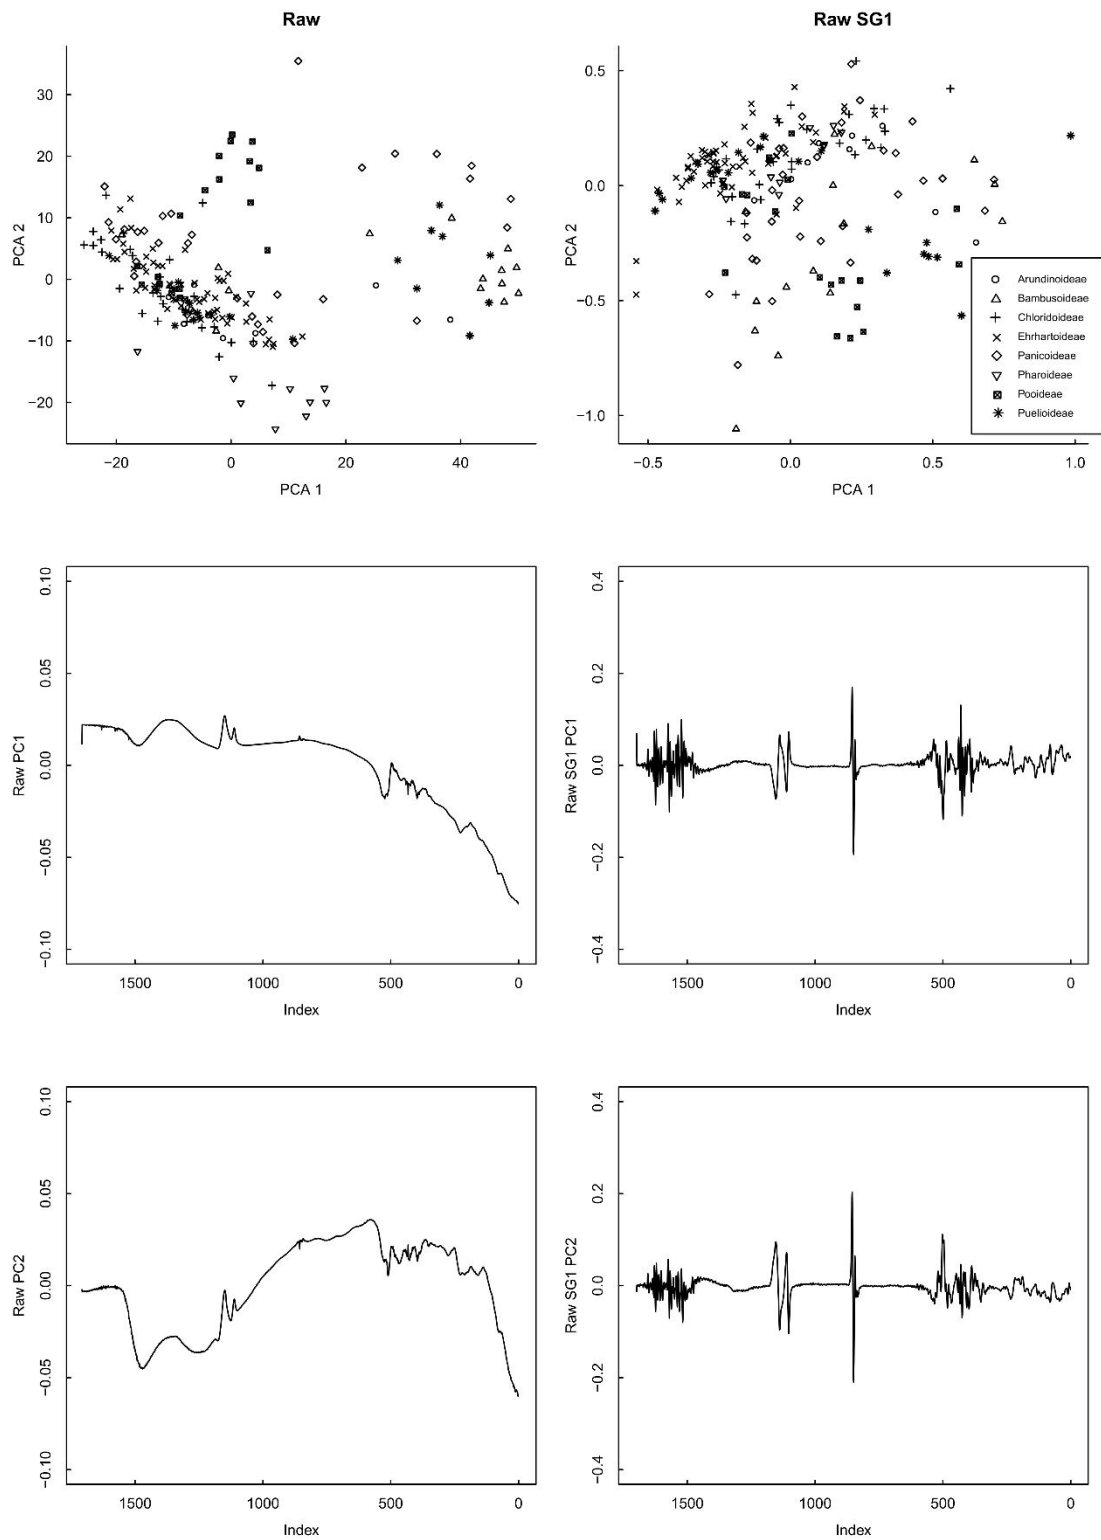 Raw
Raw SG1
30
20
10
0
−10
−20
PCA 2
−20
0
20
40
PCA 1
0.5
0.0
−0.5
−1.0
PCA 2
−0.5
0.0
0.5
1.0
PCA 1
Arundinoideae
Bambusoideae
Chloridoideae
Ehrhartoideae
Panicoideae
Pharoideae
Pooideae
Puelioideae
0.10
0.05
0.00
−0.05
−0.10
Raw PC1
1500
1000
500
0
Index
0.4
0.2
0.0
−0.2
−0.4
Raw SG1 PC1
1500
1000
500
0
Index
0.10
0.05
0.00
−0.05
−0.10
Raw PC2
1500
1000
500
0
Index
0.4
0.2
0.0
−0.2
−0.4
Raw SG1 PC2
1500
1000
500
0
Index